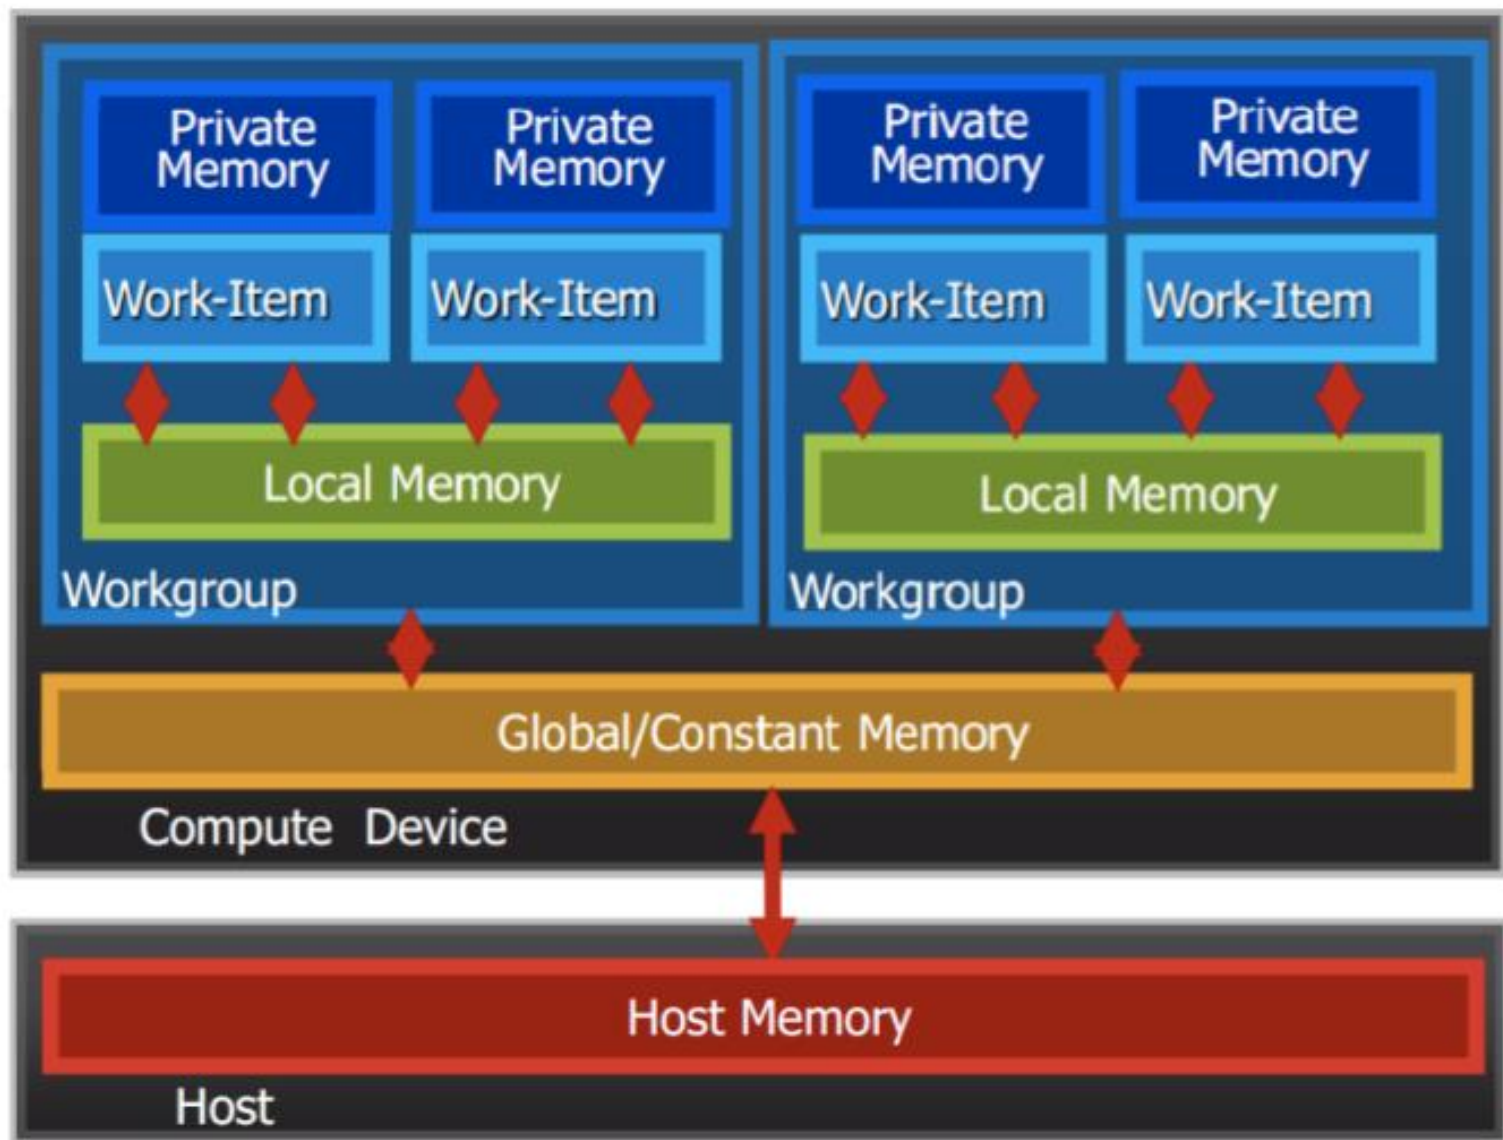 Private
Memory
Private
Memory
Work-Item
Work-Item
Local Memory
Workgroup
Private
Memory
Private
Memory
Work-Item
Work-Item
Local Memory
Workgroup
Global/Constant Memory
Compute Device
Host Memory
Host